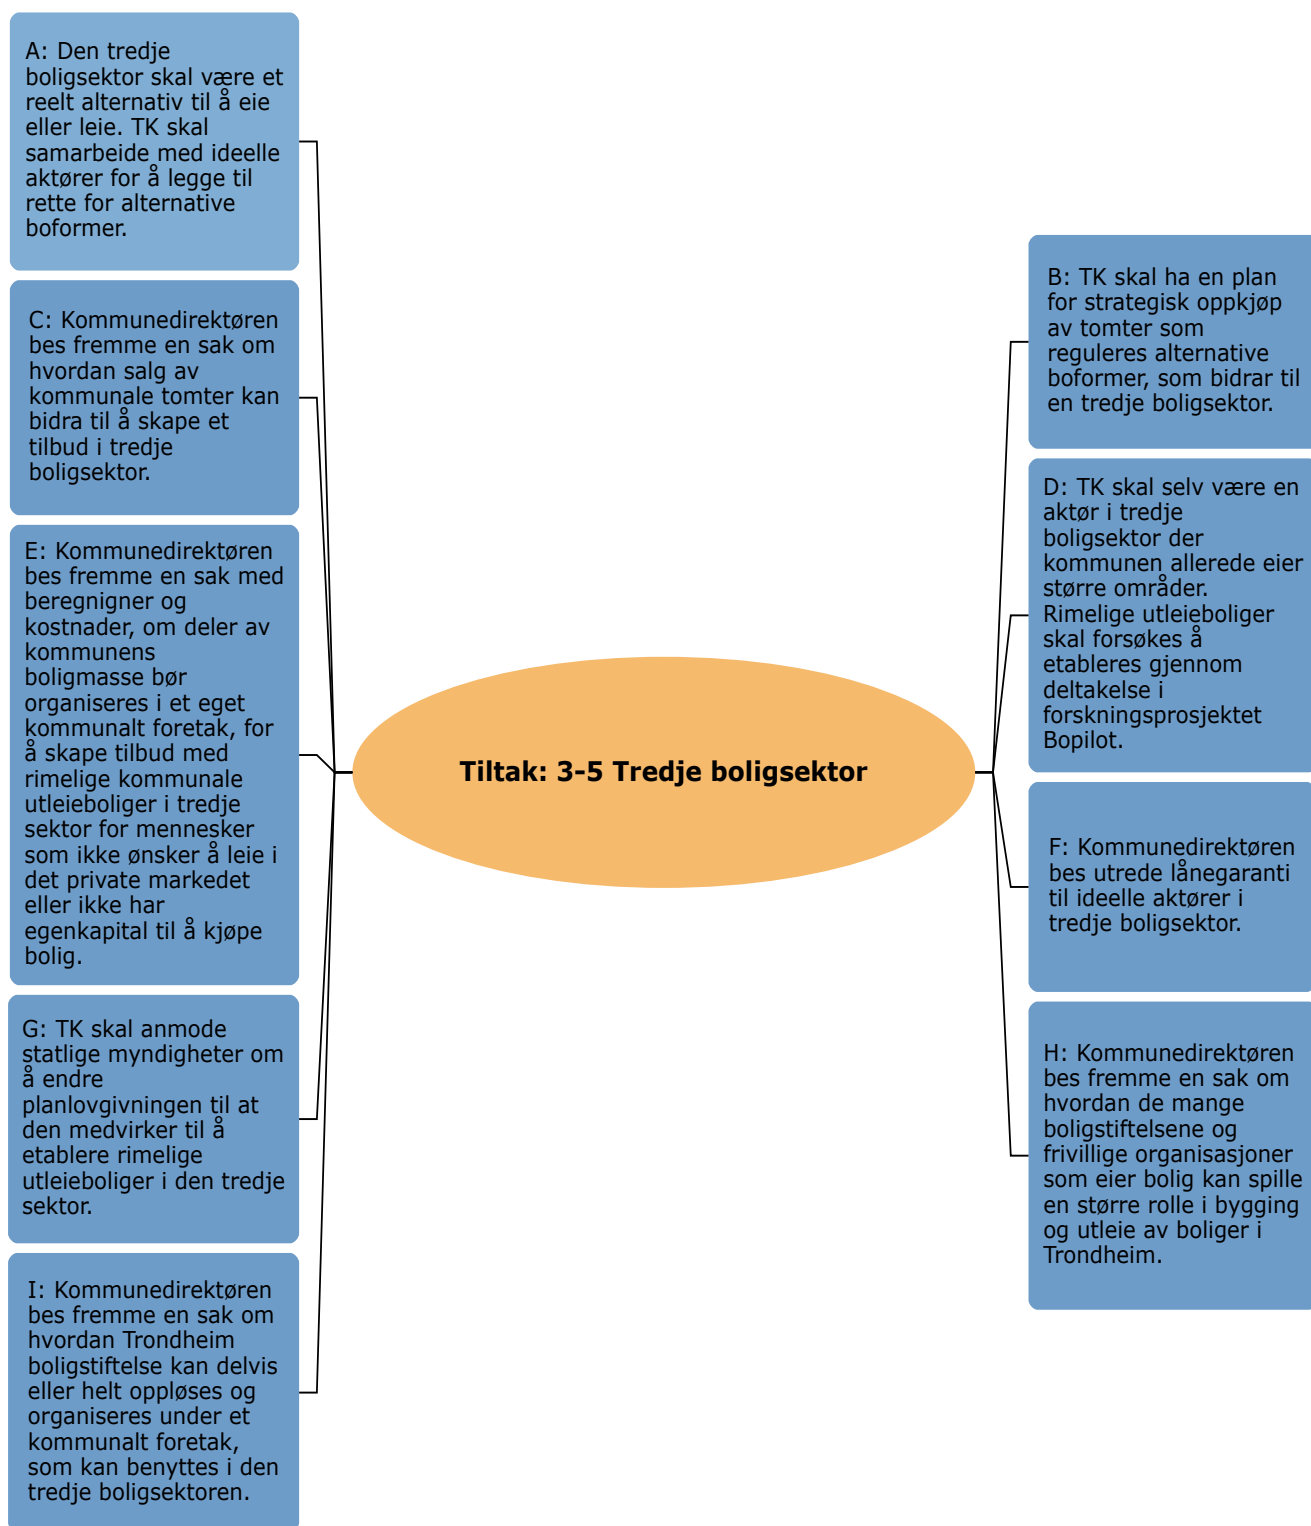 A: Den tredje
boligsektor skal være et
reelt alternativ til å eie
eller leie. TK skal
samarbeide med ideelle
aktører for å legge til
rette for alternative
boformer.
B: TK skal ha en plan
for strategisk oppkjøp
av tomter som
reguleres alternative
boformer, som bidrar til
en tredje boligsektor.
C: Kommunedirektøren
bes fremme en sak om
hvordan salg av
kommunale tomter kan
bidra til å skape et
tilbud i tredje
boligsektor.
D: TK skal selv være en
aktør i tredje
boligsektor der
kommunen allerede eier
større områder.
Rimelige utleieboliger
skal forsøkes å
etableres gjennom
deltakelse i
forskningsprosjektet
Bopilot.
E: Kommunedirektøren
bes fremme en sak med
beregnigner og
kostnader, om deler av
kommunens
boligmasse bør
organiseres i et eget
kommunalt foretak, for
å skape tilbud med
rimelige kommunale
utleieboliger i tredje
sektor for mennesker
som ikke ønsker å leie i
det private markedet
eller ikke har
egenkapital til å kjøpe
bolig.
Tiltak: 3-5 Tredje boligsektor
F: Kommunedirektøren
bes utrede lånegaranti
til ideelle aktører i
tredje boligsektor.
G: TK skal anmode
statlige myndigheter om
å endre
planlovgivningen til at
den medvirker til å
etablere rimelige
utleieboliger i den tredje
sektor.
H: Kommunedirektøren
bes fremme en sak om
hvordan de mange
boligstiftelsene og
frivillige organisasjoner
som eier bolig kan spille
en større rolle i bygging
og utleie av boliger i
Trondheim.
I: Kommunedirektøren
bes fremme en sak om
hvordan Trondheim
boligstiftelse kan delvis
eller helt oppløses og
organiseres under et
kommunalt foretak,
som kan benyttes i den
tredje boligsektoren.